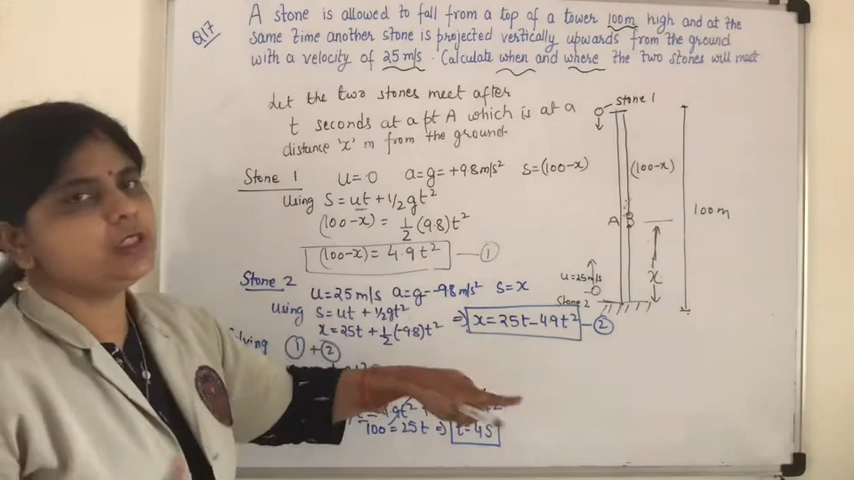 Q17 A stone is allowed to fall from a top of a tower 100m high and at the
same time another stone is projected vertically upwards from the ground
with a velocity of 25 m/s. Calculate when and where the two stones will meet
Let the two stones meet after
t seconds at a pt A which is at a
distance 'x' m from the ground.
Stone 1 u=0 a=g=+9.8m/s² S=(100-x)
Using S=ut+1/2gt²
(100-x)=1/2(9.8)t²
(100-x)=4.9t² — ①
Stone 2 u=25m/s a=g=-9.8m/s² S=x
Using S=ut+1/2gt²
x=25t+1/2(-9.8)t² ⇒ x=25t-4.9t² — ②
Solving ①+②
100=25t ⇒ t=4s
Stone 1
(100-x)
100m
A
x
u=25m/s
Stone 2